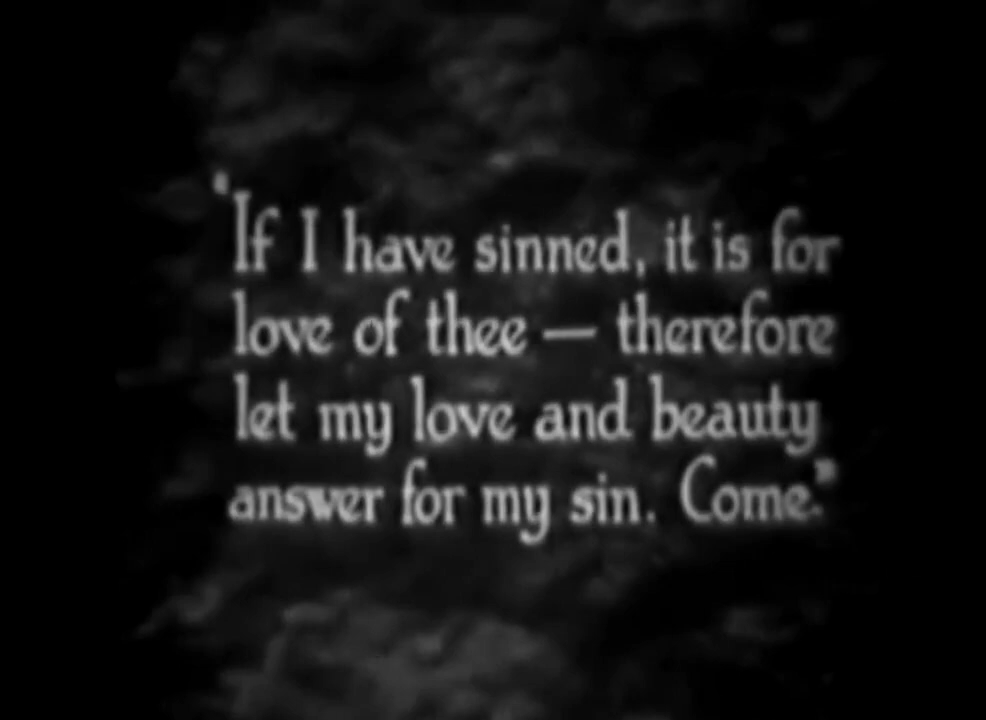 "If I have sinned, it is for
love of thee — therefore
let my love and beauty
answer for my sin. Come."